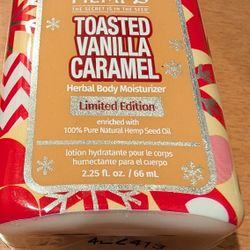 HEMPS
THE SECRET IS IN THE SEED
TOASTED
VANILLA
CARAMEL
Herbal Body Moisturizer
Limited Edition
enriched with
100% Pure Natural Hemp Seed Oil
lotion hydratante pour le corps
humectante para el cuerpo
2.25 fl. oz. / 66 mL